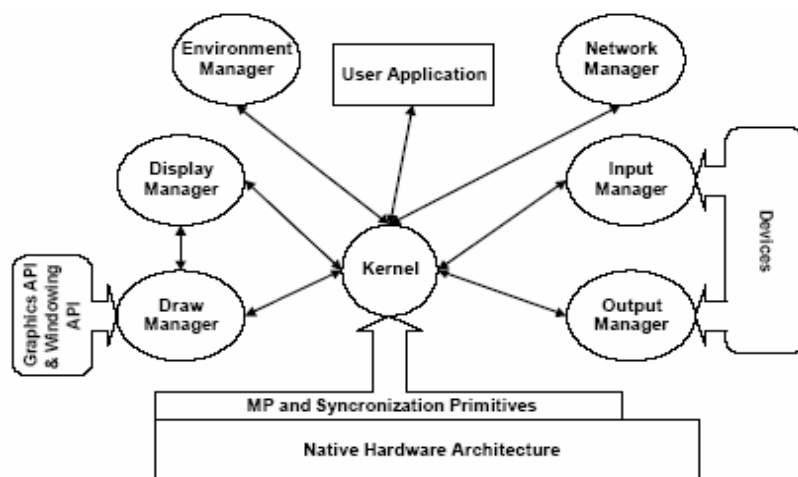 Environment
Manager
User Application
Network
Manager
Display
Manager
Input
Manager
Kernel
Draw
Manager
Output
Manager
Graphics API
& Windowing
API
Devices
MP and Syncronization Primitives
Native Hardware Architecture